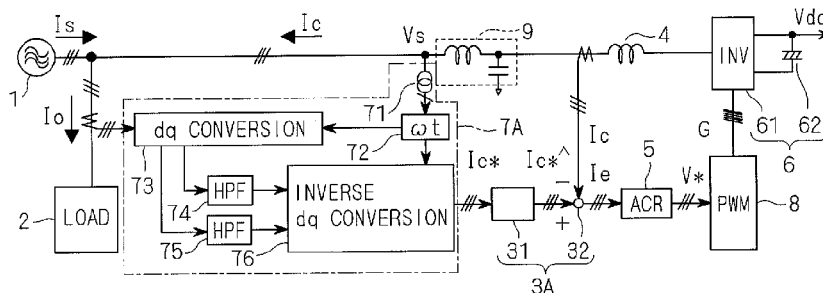 Is
Ic
Vs
9
4
Vdc
1
71
INV
Io
dq CONVERSION
ωt
7A
72
73
Ic
61
62
G
6
Ic*
Ic*^
Ie
5
V*
2
LOAD
HPF
74
INVERSE
dq CONVERSION
−
+
ACR
PWM
8
HPF
75
76
31
32
3A